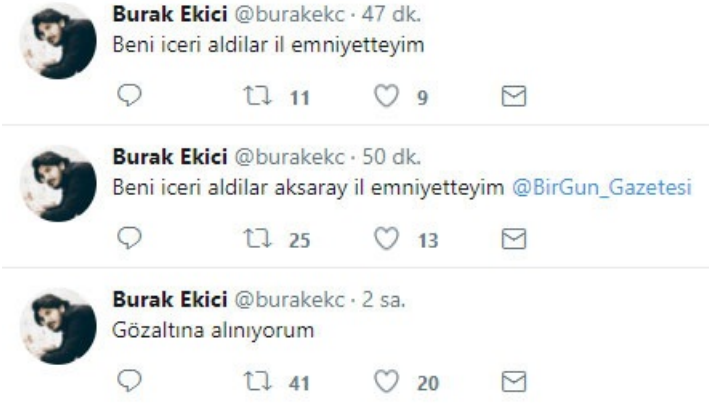 Burak Ekici @burakekc · 47 dk.
Beni iceri aldilar il emniyetteyim
11 9
Burak Ekici @burakekc · 50 dk.
Beni iceri aldilar aksaray il emniyetteyim @BirGun_Gazetesi
25 13
Burak Ekici @burakekc · 2 sa.
Gözaltına alınıyorum
41 20